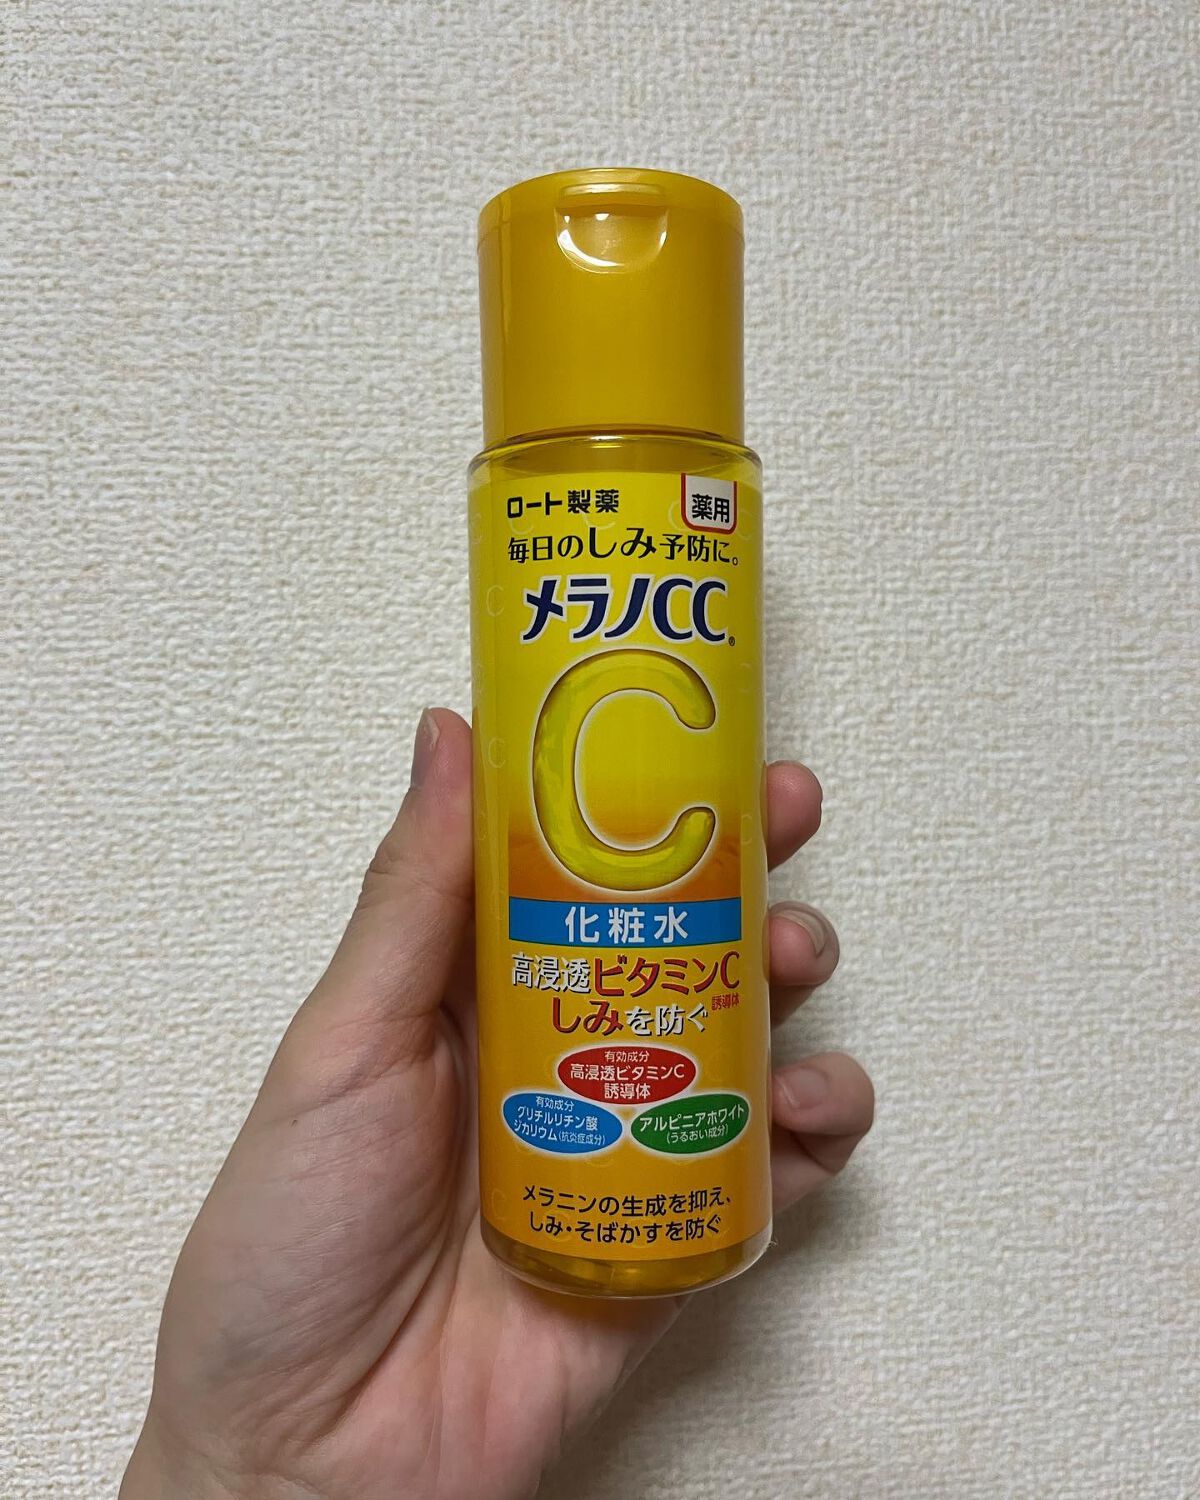 ロート製薬
薬用
毎日のしみ予防に。
メラノCC®
C
化粧水
高浸透ビタミンC
誘導体
しみを防ぐ
有効成分
高浸透ビタミンC
誘導体
有効成分
グリチルリチン酸
ジカリウム(抗炎症成分)
アルピニアホワイト
(うるおい成分)
メラニンの生成を抑え、
しみ・そばかすを防ぐ